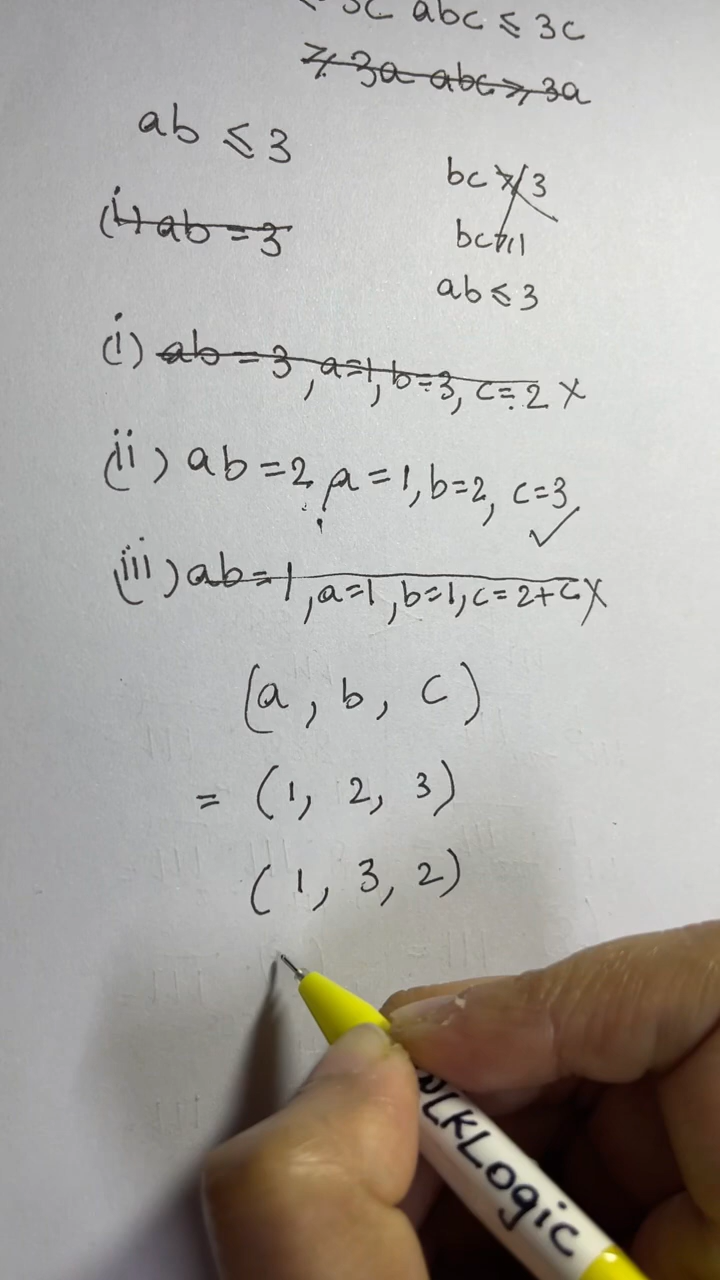 3c abc ≤ 3c
≥ 3a abc ≥ 3a
ab ≤ 3
bc ≥ 3
(i) ab = 3
bc ≥ 1
ab ≤ 3
(i) ab = 3, a=1, b=3, c=2 ×
(ii) ab = 2, a=1, b=2, c=3 ✓
(iii) ab = 1, a=1, b=1, c=2+c ×
(a, b, c)
= (1, 2, 3)
(1, 3, 2)
LKLogic